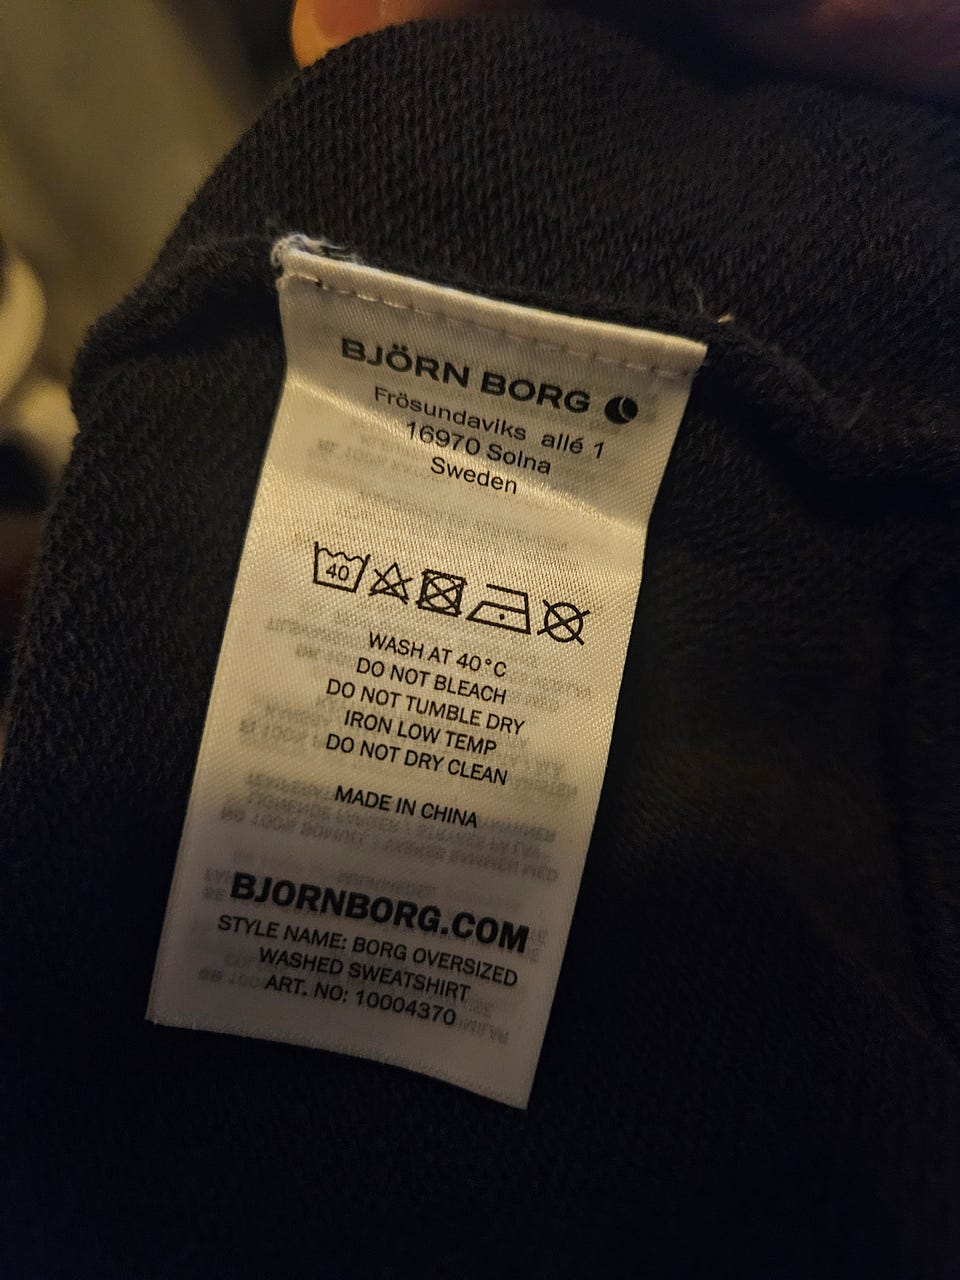 BJÖRN BORG
Frösundaviks allé 1
16970 Solna
Sweden
40
WASH AT 40°C
DO NOT BLEACH
DO NOT TUMBLE DRY
IRON LOW TEMP
DO NOT DRY CLEAN
MADE IN CHINA
BJORNBORG.COM
STYLE NAME: BORG OVERSIZED
WASHED SWEATSHIRT
ART. NO: 10004370